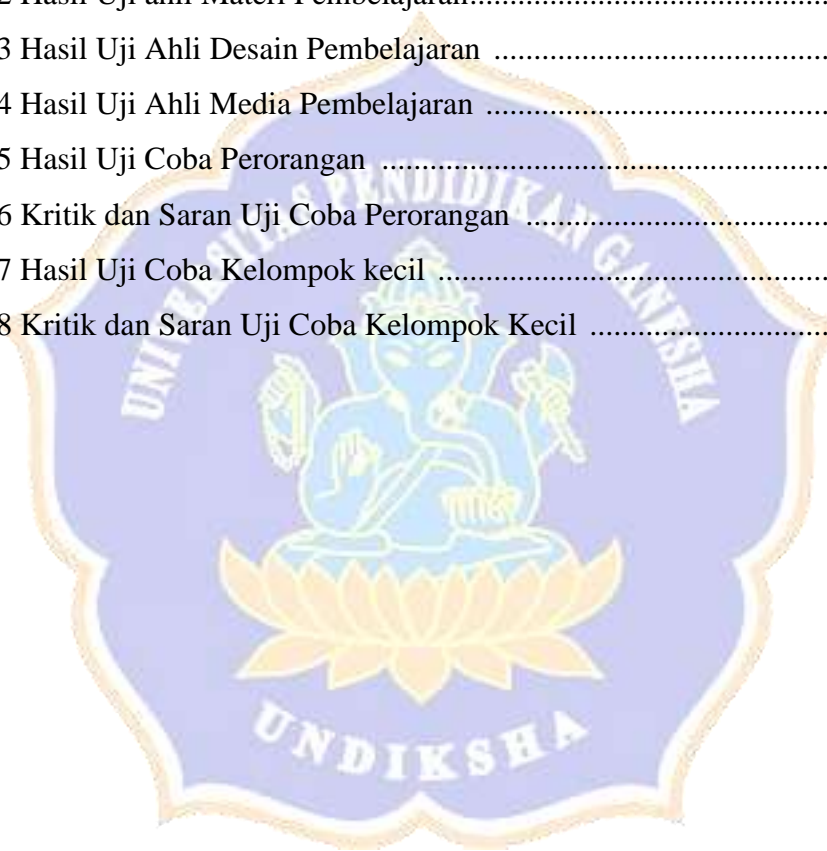 2 Hasil Uji ahli Materi Pembelajaran.............................................
3 Hasil Uji Ahli Desain Pembelajaran .............................................
4 Hasil Uji Ahli Media Pembelajaran .............................................
5 Hasil Uji Coba Perorangan .......................................................
6 Kritik dan Saran Uji Coba Perorangan ........................................
7 Hasil Uji Coba Kelompok kecil ..................................................
8 Kritik dan Saran Uji Coba Kelompok Kecil ...............................
UNIVERSITAS PENDIDIKAN GANESHA
UNDIKSHA